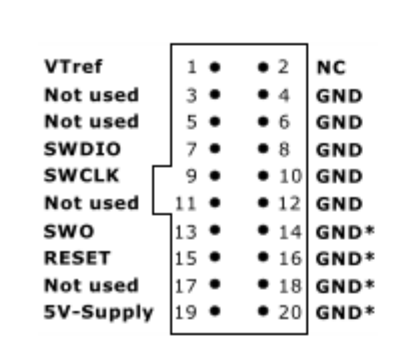 VTref 1 2 NC
Not used 3 4 GND
Not used 5 6 GND
SWDIO 7 8 GND
SWCLK 9 10 GND
Not used 11 12 GND
SWO 13 14 GND*
RESET 15 16 GND*
Not used 17 18 GND*
5V-Supply 19 20 GND*